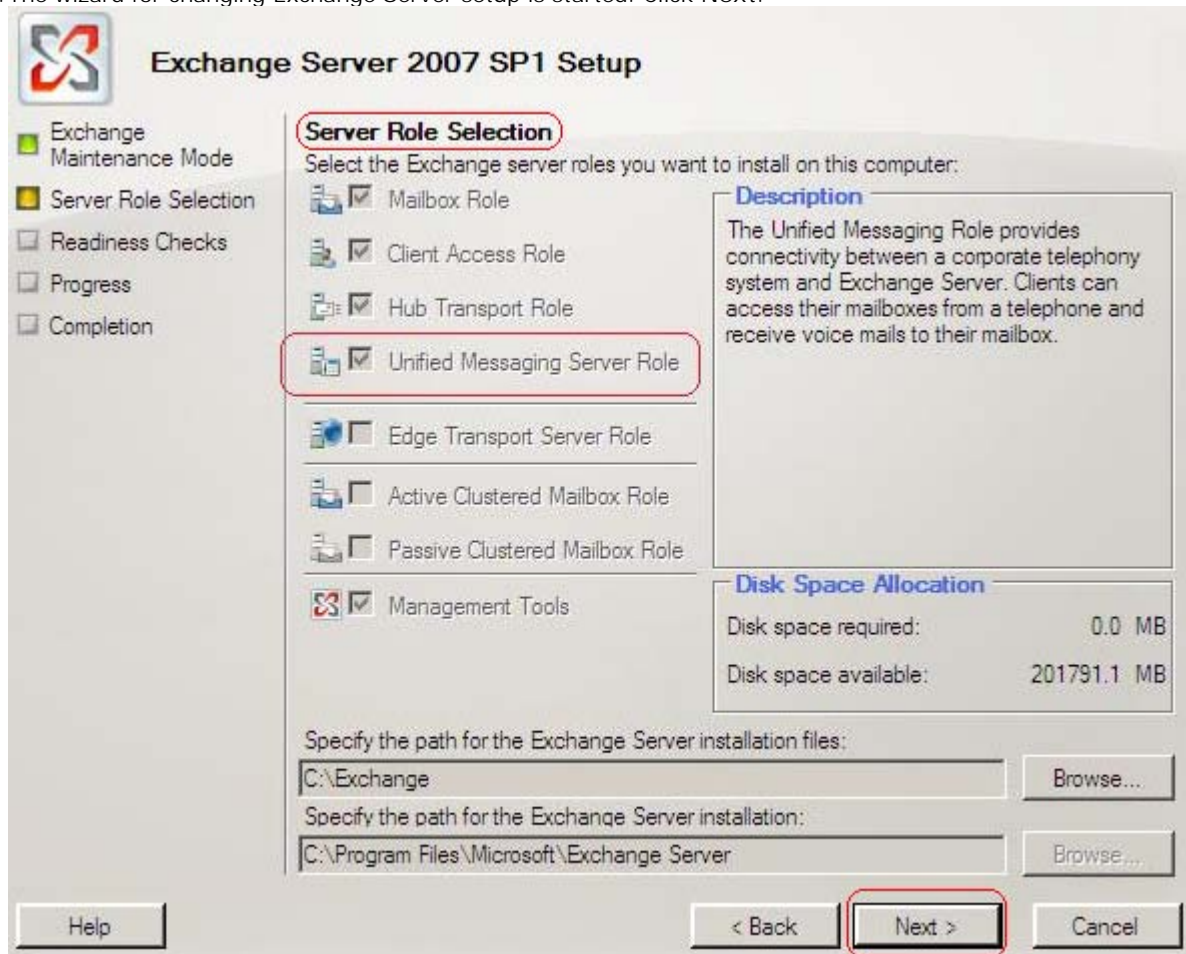 The wizard for changing Exchange Server setup is started. Click Next.
Exchange Server 2007 SP1 Setup
Exchange
Maintenance Mode
Server Role Selection
Readiness Checks
Progress
Completion
Server Role Selection
Select the Exchange server roles you want to install on this computer:
Mailbox Role
Client Access Role
Hub Transport Role
Unified Messaging Server Role
Edge Transport Server Role
Active Clustered Mailbox Role
Passive Clustered Mailbox Role
Management Tools
Description
The Unified Messaging Role provides
connectivity between a corporate telephony
system and Exchange Server. Clients can
access their mailboxes from a telephone and
receive voice mails to their mailbox.
Disk Space Allocation
Disk space required: 0.0 MB
Disk space available: 201791.1 MB
Specify the path for the Exchange Server installation files:
C:\Exchange
Browse...
Specify the path for the Exchange Server installation:
C:\Program Files\Microsoft\Exchange Server
Browse...
Help
< Back
Next >
Cancel